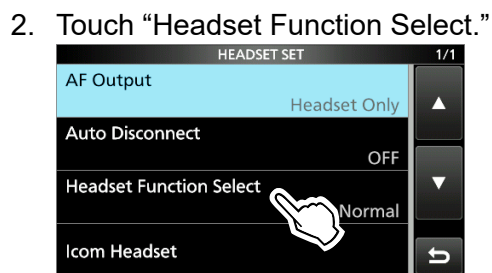 2. Touch “Headset Function Select.”
HEADSET SET 1/1
AF Output
Headset Only
Auto Disconnect
OFF
Headset Function Select
Normal
Icom Headset